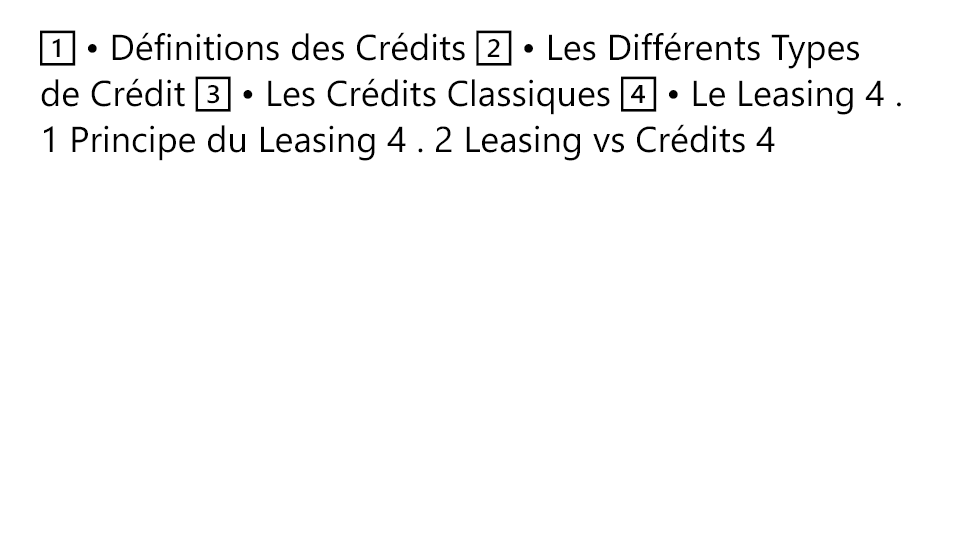 1️⃣ • Définitions des Crédits 2️⃣ • Les Différents Types
de Crédit 3️⃣ • Les Crédits Classiques 4️⃣ • Le Leasing 4 .
1 Principe du Leasing 4 . 2 Leasing vs Crédits 4